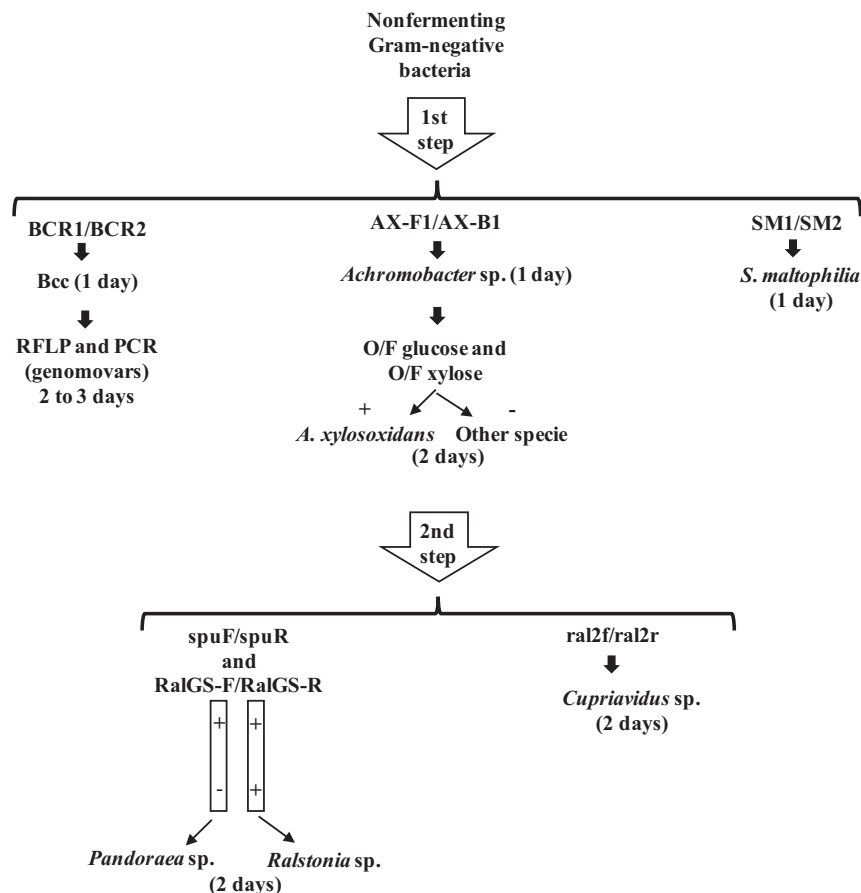 Nonfermenting
Gram-negative
bacteria
1st
step
BCR1/BCR2
Bcc (1 day)
RFLP and PCR
(genomovars)
2 to 3 days
AX-F1/AX-B1
Achromobacter sp. (1 day)
O/F glucose and
O/F xylose
+ -
A. xylosoxidans Other specie
(2 days)
SM1/SM2
S. maltophilia
(1 day)
2nd
step
spuF/spuR
and
RalGS-F/RalGS-R
+ +
- +
Pandoraea sp. Ralstonia sp.
(2 days)
ral2f/ral2r
Cupriavidus sp.
(2 days)